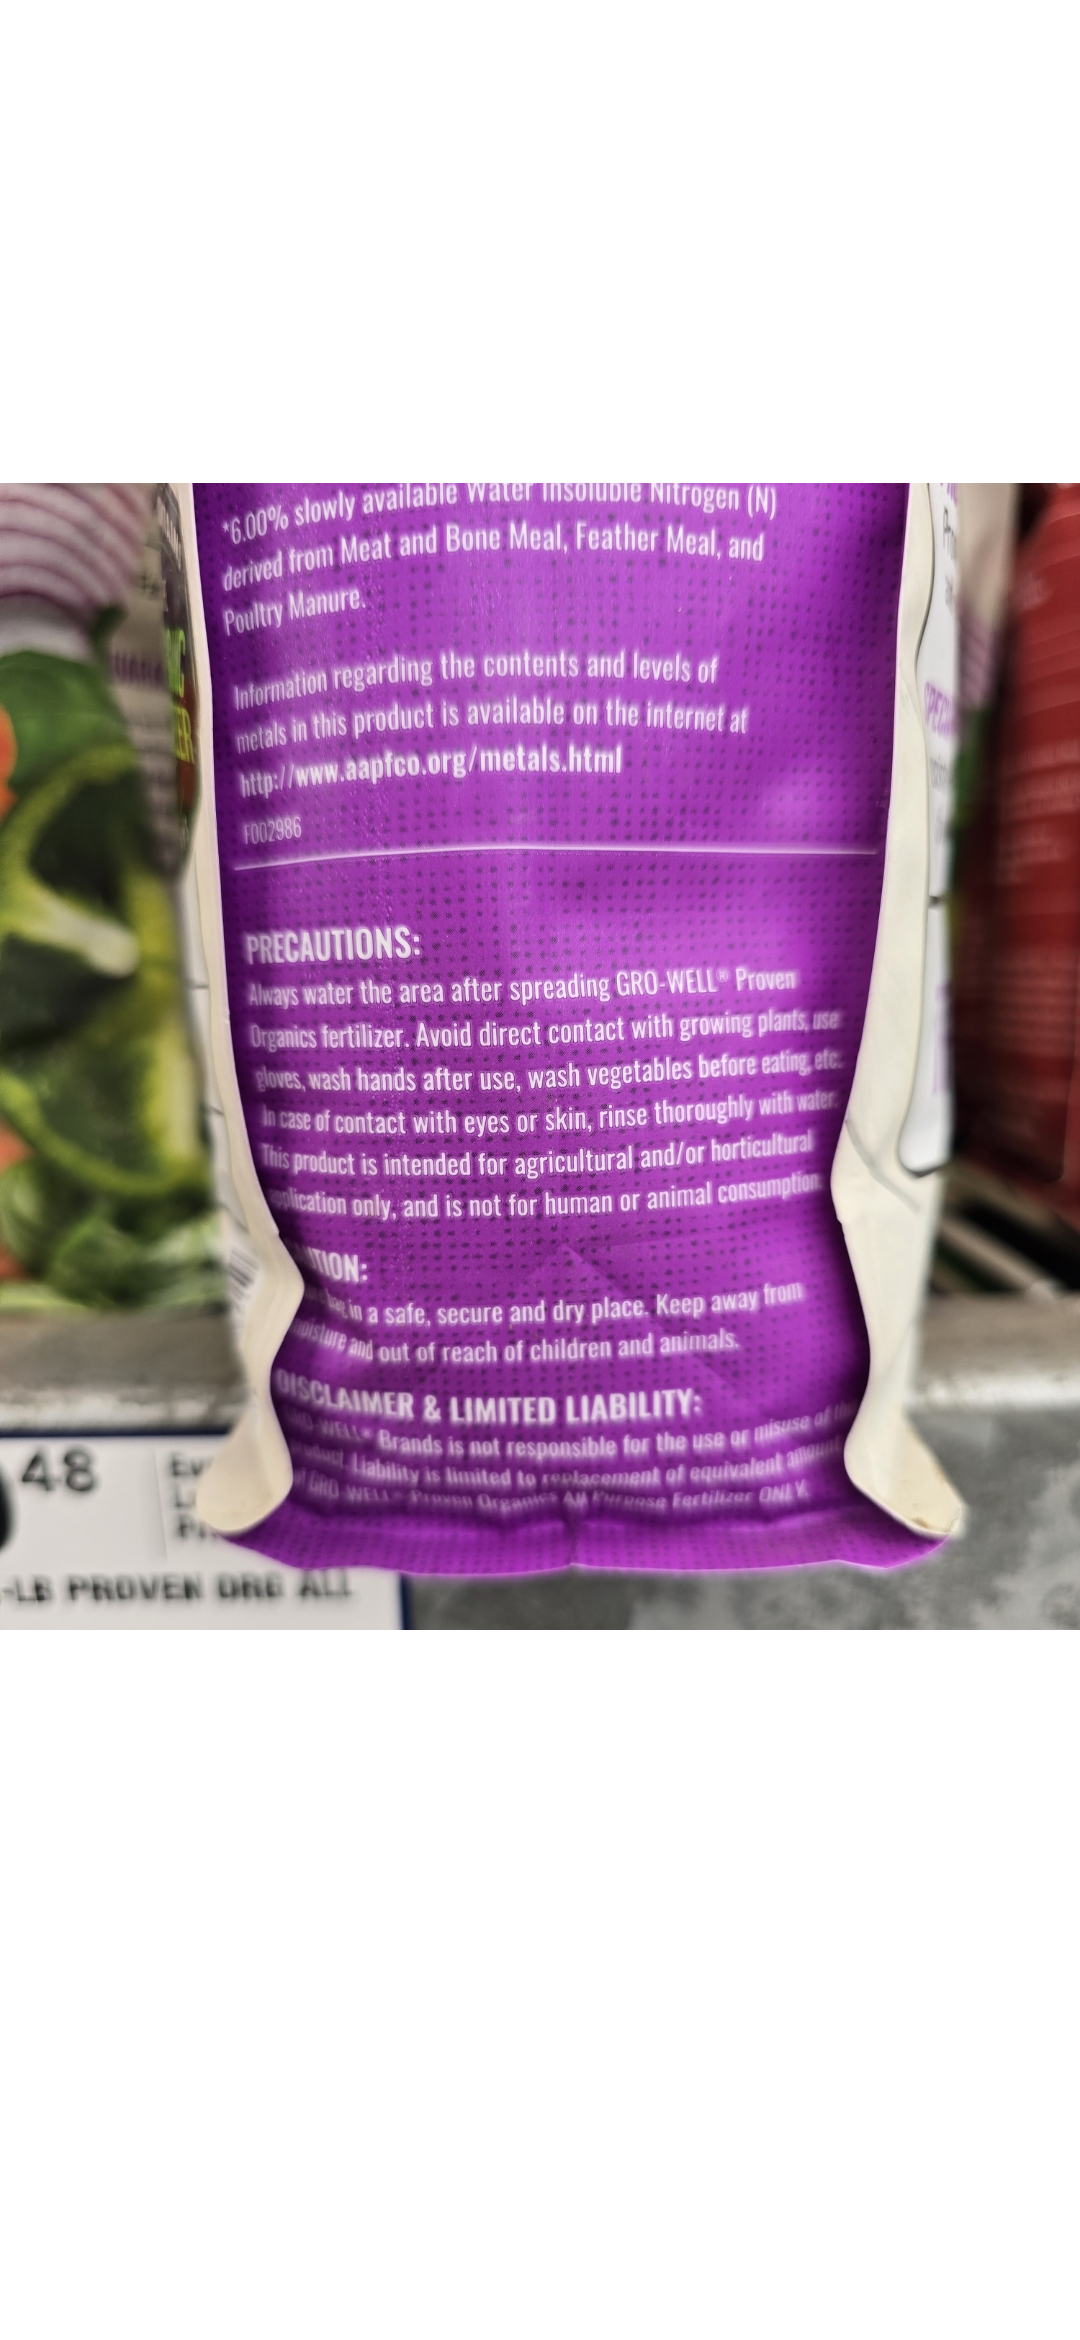 *6.00% slowly available Water Insoluble Nitrogen (N)
derived from Meat and Bone Meal, Feather Meal, and
Poultry Manure.
Information regarding the contents and levels of
metals in this product is available on the internet at
http://www.aapfco.org/metals.html
F002986
PRECAUTIONS:
Always water the area after spreading GRO-WELL® Proven
Organics fertilizer. Avoid direct contact with growing plants, use
gloves, wash hands after use, wash vegetables before eating, etc.
In case of contact with eyes or skin, rinse thoroughly with water.
This product is intended for agricultural and/or horticultural
plication only, and is not for human or animal consumption.
TION:
bag in a safe, secure and dry place. Keep away from
moisture and out of reach of children and animals.
DISCLAIMER & LIMITED LIABILITY:
GRO-WELL® Brands is not responsible for the use or misuse of
product. Liability is limited to replacement of equivalent amount
of GRO-WELL® Proven Organics All Purpose Fertilizer ONLY.
48
-LB PROVEN ORG ALL